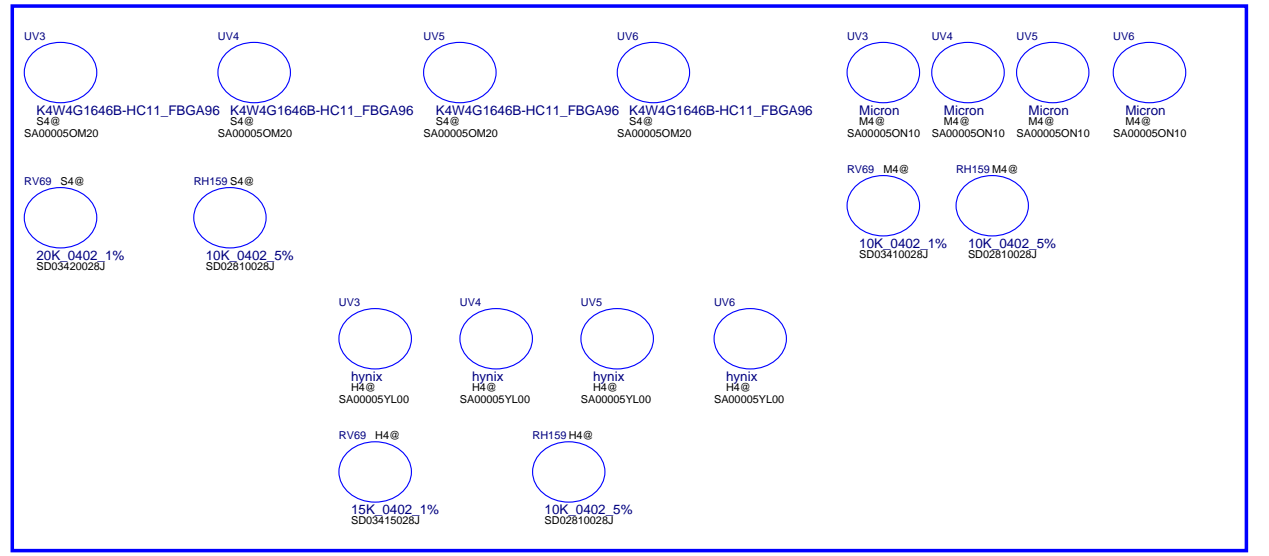 UV3 UV4 UV5 UV6 UV3 UV4 UV5 UV6
K4W4G1646B-HC11_FBGA96 K4W4G1646B-HC11_FBGA96 K4W4G1646B-HC11_FBGA96 K4W4G1646B-HC11_FBGA96 Micron Micron Micron Micron
S4@ S4@ S4@ S4@ M4@ M4@ M4@ M4@
SA00005OM20 SA00005OM20 SA00005OM20 SA00005OM20 SA00005ON10 SA00005ON10 SA00005ON10 SA00005ON10
RV69 S4@ RH159 S4@ RV69 M4@ RH159 M4@
20K_0402_1% 10K_0402_5% 10K_0402_1% 10K_0402_5%
SD03420028J SD02810028J SD03410028J SD02810028J
UV3 UV4 UV5 UV6
hynix hynix hynix hynix
H4@ H4@ H4@ H4@
SA00005YL00 SA00005YL00 SA00005YL00 SA00005YL00
RV69 H4@ RH159 H4@
15K_0402_1% 10K_0402_5%
SD03415028J SD02810028J